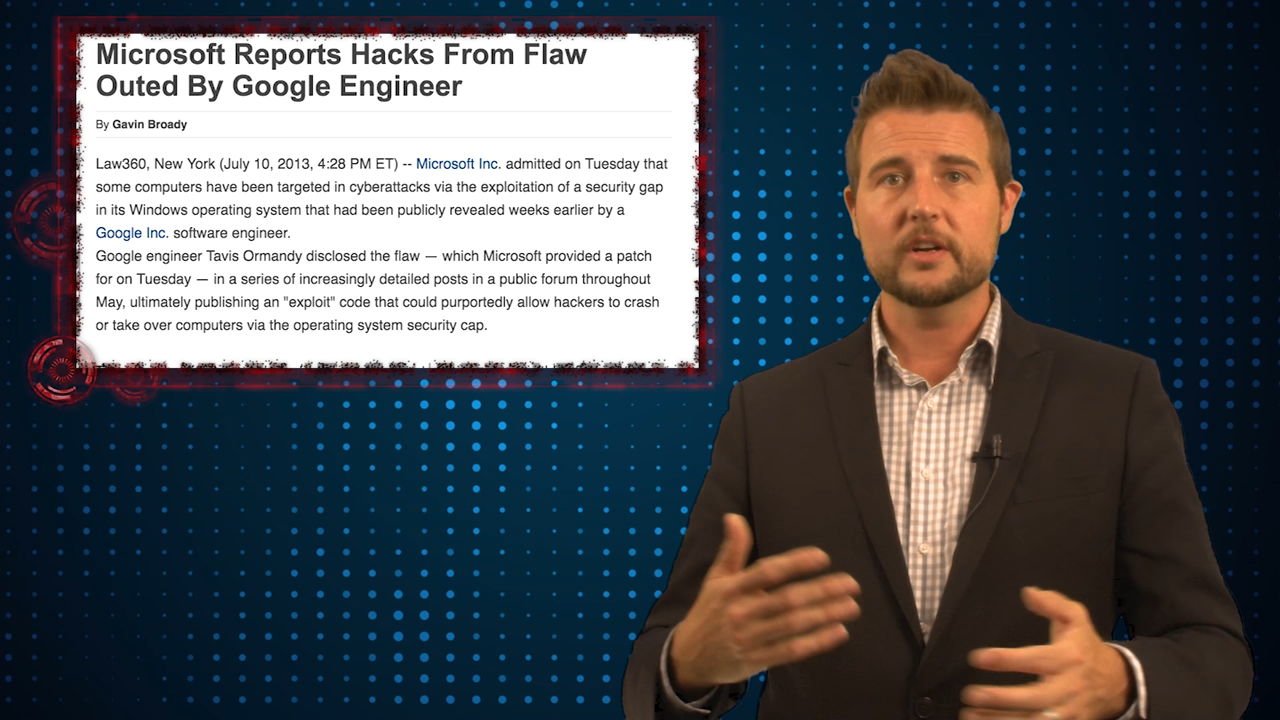 Microsoft Reports Hacks From Flaw
Outed By Google Engineer
By Gavin Broady
Law360, New York (July 10, 2013, 4:28 PM ET) -- Microsoft Inc. admitted on Tuesday that
some computers have been targeted in cyberattacks via the exploitation of a security gap
in its Windows operating system that had been publicly revealed weeks earlier by a
Google Inc. software engineer.
Google engineer Tavis Ormandy disclosed the flaw — which Microsoft provided a patch
for on Tuesday — in a series of increasingly detailed posts in a public forum throughout
May, ultimately publishing an "exploit" code that could purportedly allow hackers to crash
or take over computers via the operating system security cap.